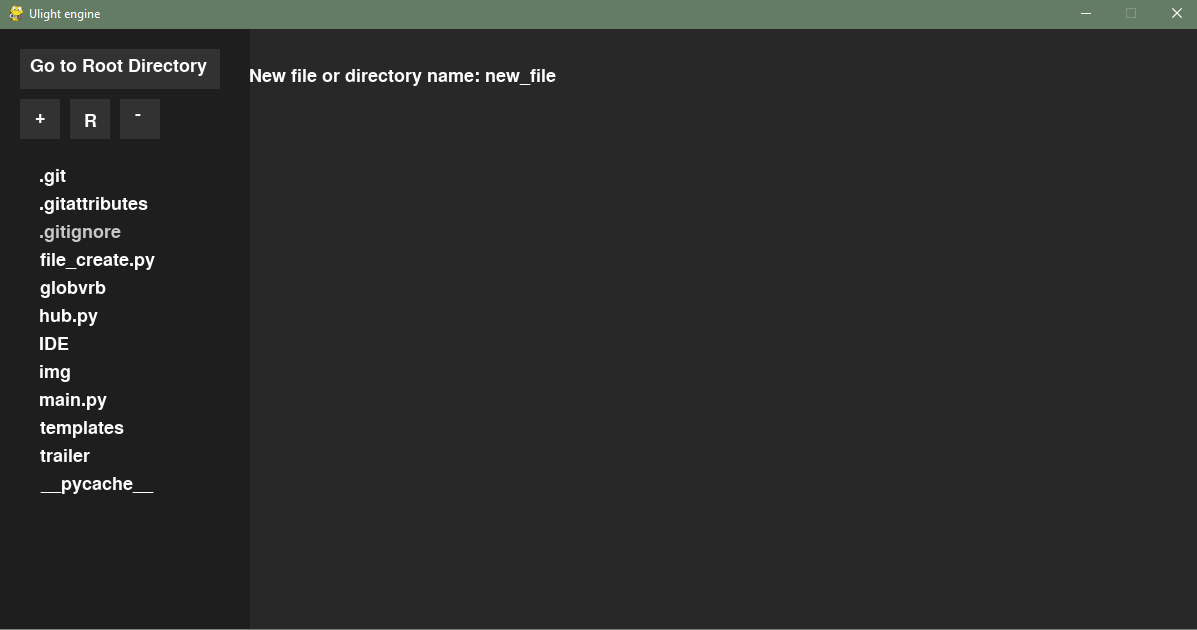 Ulight engine
Go to Root Directory
New file or directory name: new_file
+ R -
.git
.gitattributes
.gitignore
file_create.py
globvrb
hub.py
IDE
img
main.py
templates
trailer
__pycache__